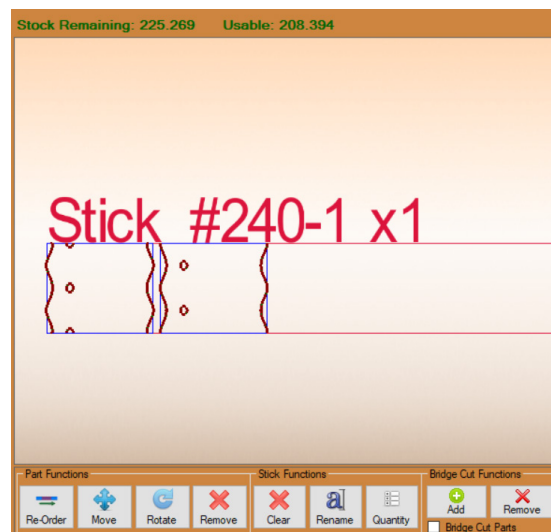 Stock Remaining: 225.269 Usable: 208.394
Stick #240-1 x1
Part Functions Stick Functions Bridge Cut Functions
Re-Order Move Rotate Remove Clear Rename Quantity Add Remove
Bridge Cut Parts